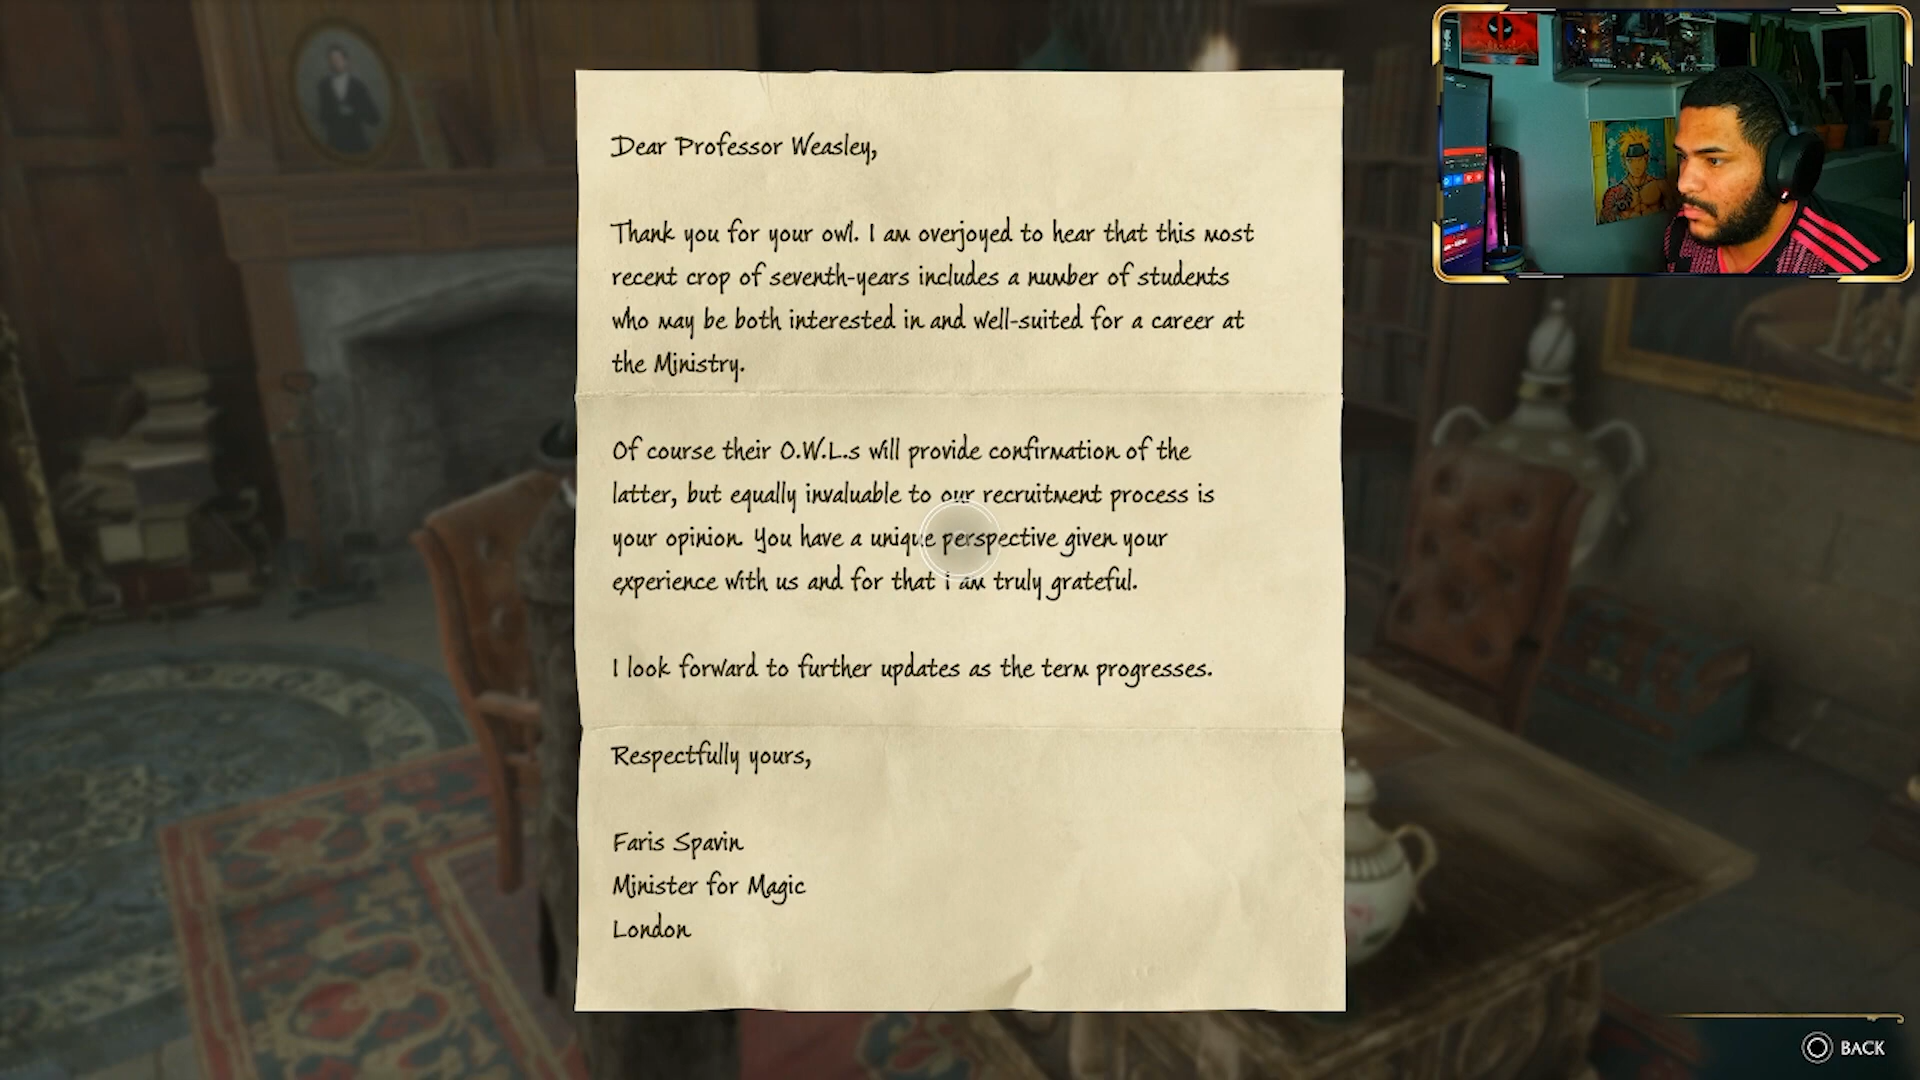 Dear Professor Weasley,
Thank you for your owl. I am overjoyed to hear that this most
recent crop of seventh-years includes a number of students
who may be both interested in and well-suited for a career at
the Ministry.
Of course their O.W.L.s will provide confirmation of the
latter, but equally invaluable to our recruitment process is
your opinion. You have a unique perspective given your
experience with us and for that i am truly grateful.
I look forward to further updates as the term progresses.
Respectfully yours,
Faris Spavin
Minister for Magic
London
BACK